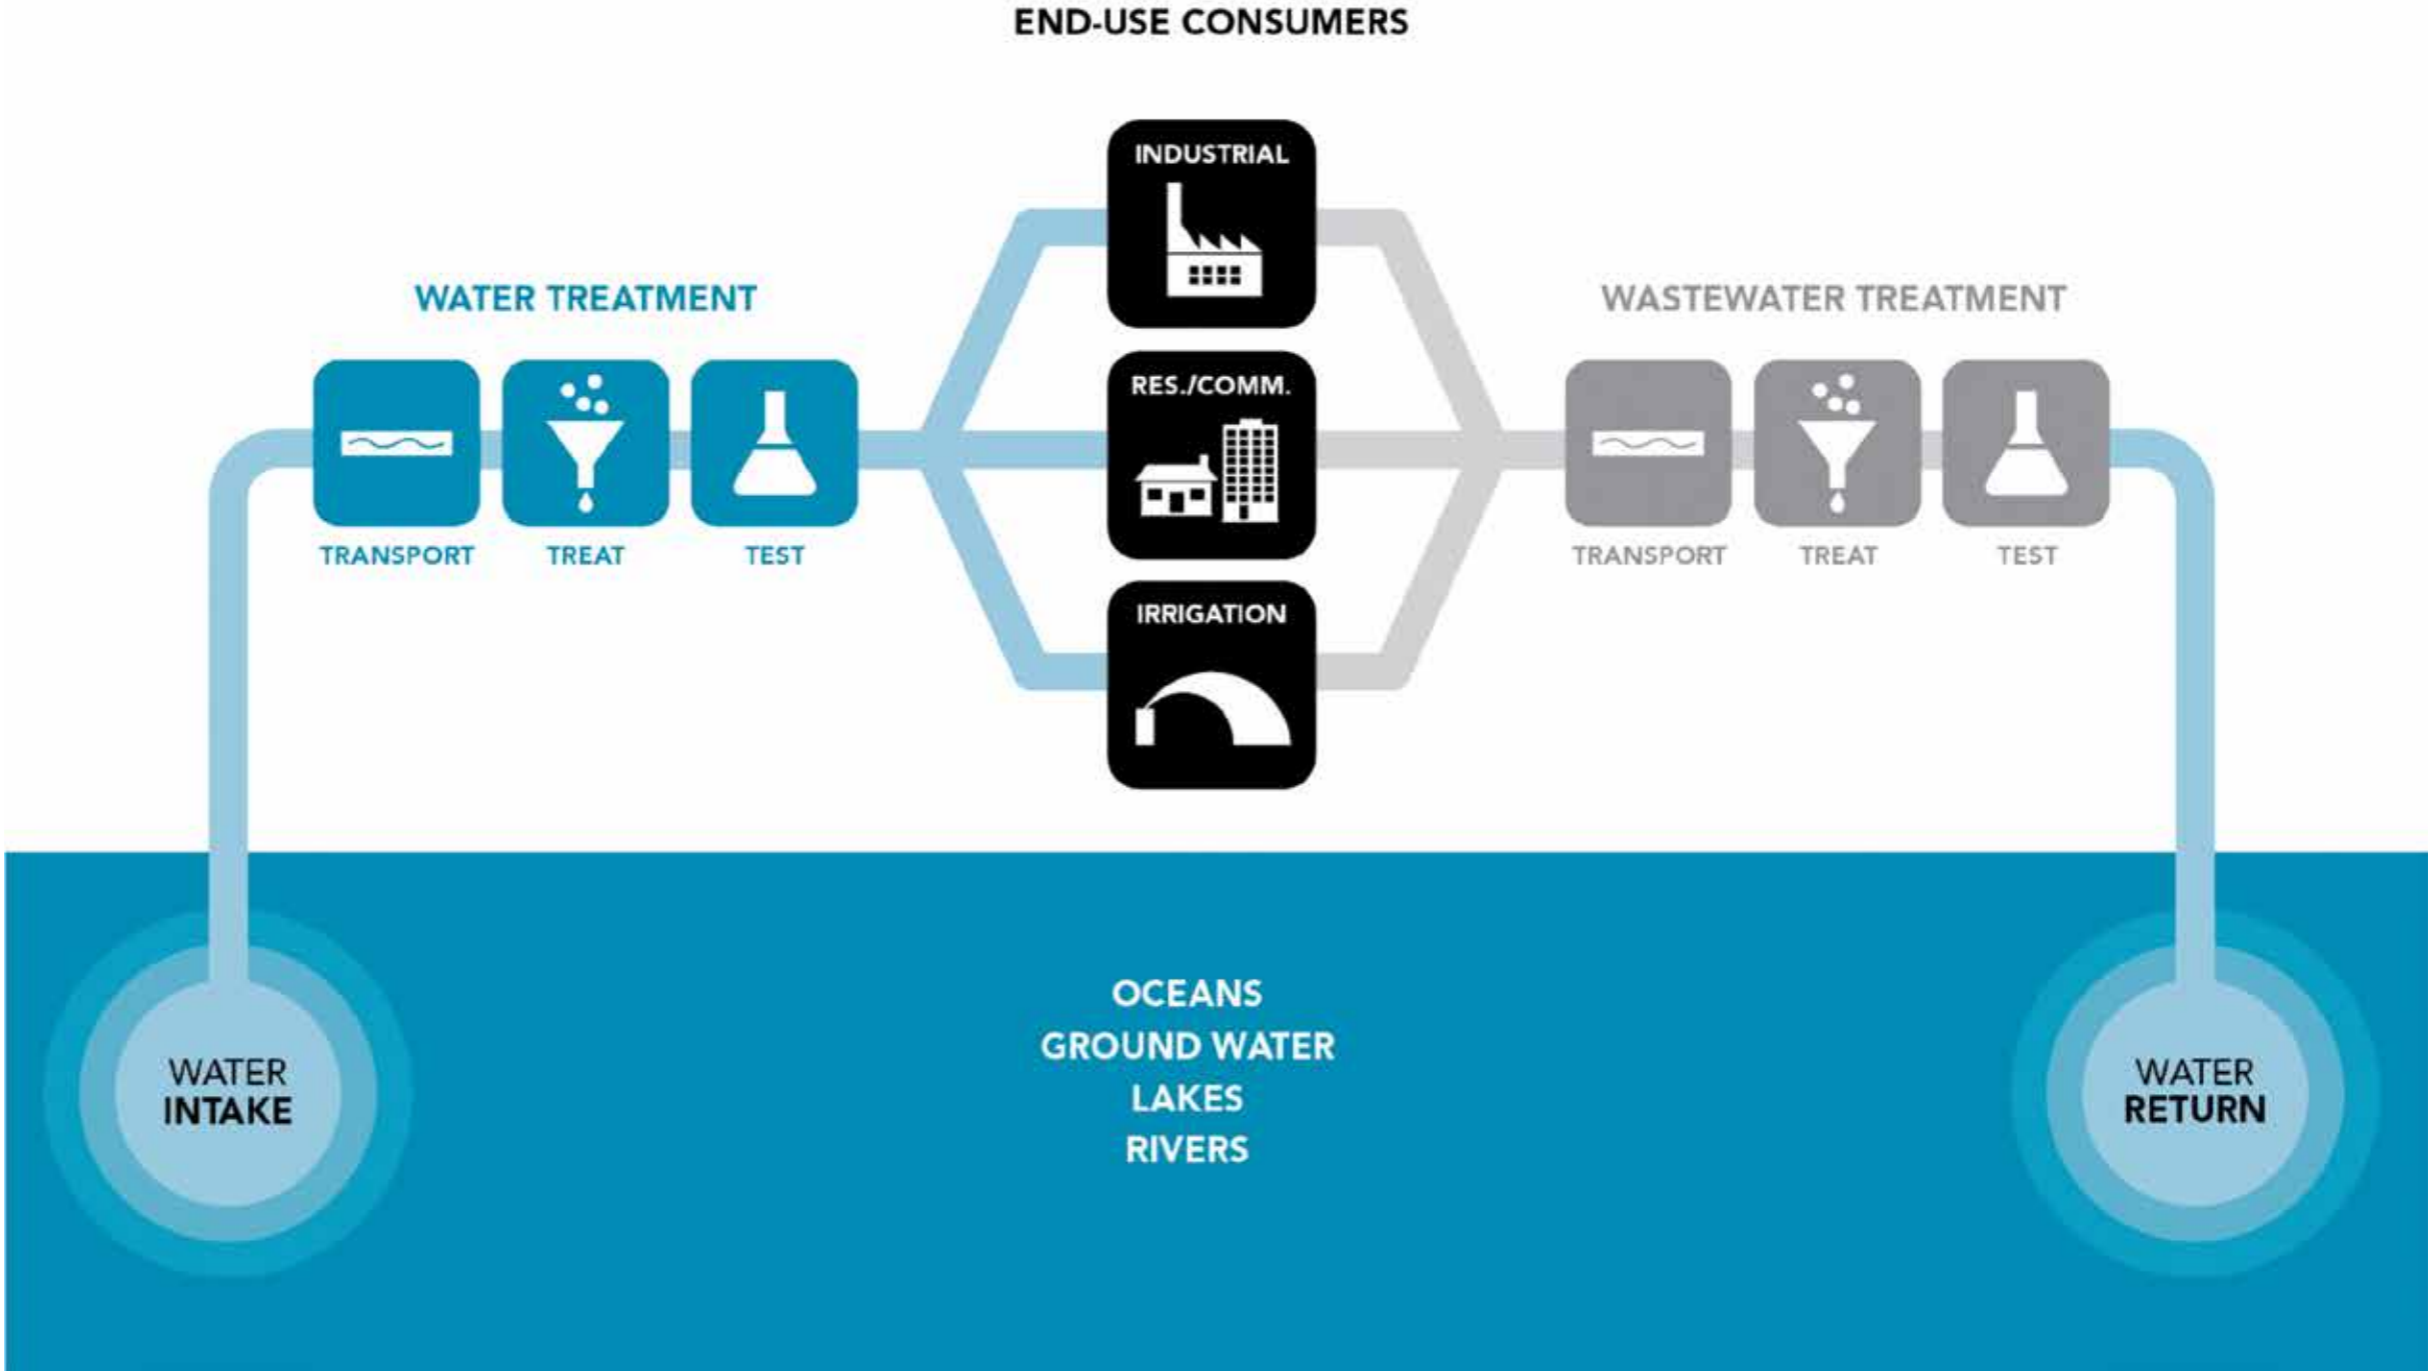 END-USE CONSUMERS
INDUSTRIAL
WATER TREATMENT
WASTEWATER TREATMENT
RES./COMM.
TRANSPORT
TREAT
TEST
TRANSPORT
TREAT
TEST
IRRIGATION
OCEANS
GROUND WATER
LAKES
RIVERS
WATER
INTAKE
WATER
RETURN